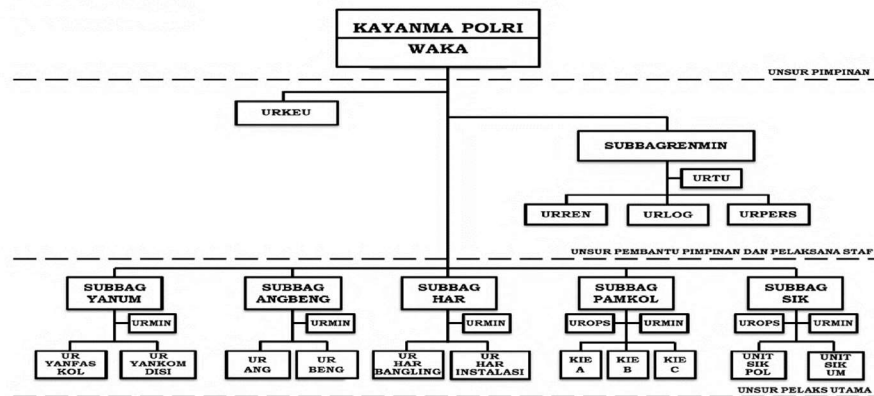 KAYANMA POLRI
WAKA
UNSUR PIMPINAN
URKEU
SUBBAGRENMIN
URTU
URREN
URLOG
URPERS
UNSUR PEMBANTU PIMPINAN DAN PELAKSANA STAF
SUBBAG
YANUM
SUBBAG
ANGBENG
SUBBAG
HAR
SUBBAG
PAMKOL
SUBBAG
SIK
URMIN
URMIN
URMIN
UROPS
URMIN
UROPS
URMIN
UR
YANFAS
KOL
UR
YANKOM
DISI
UR
ANG
UR
BENG
UR
HAR
BANGLING
UR
HAR
INSTALASI
KIE
A
KIE
B
KIE
C
UNIT
SIK
POL
UNIT
SIK
UM
UNSUR PELAKS UTAMA